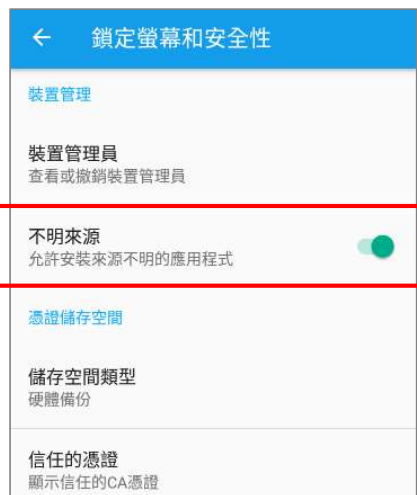 鎖定螢幕和安全性
裝置管理
裝置管理員
查看或撤銷裝置管理員
不明來源
允許安裝來源不明的應用程式
憑證儲存空間
儲存空間類型
硬體備份
信任的憑證
顯示信任的CA憑證